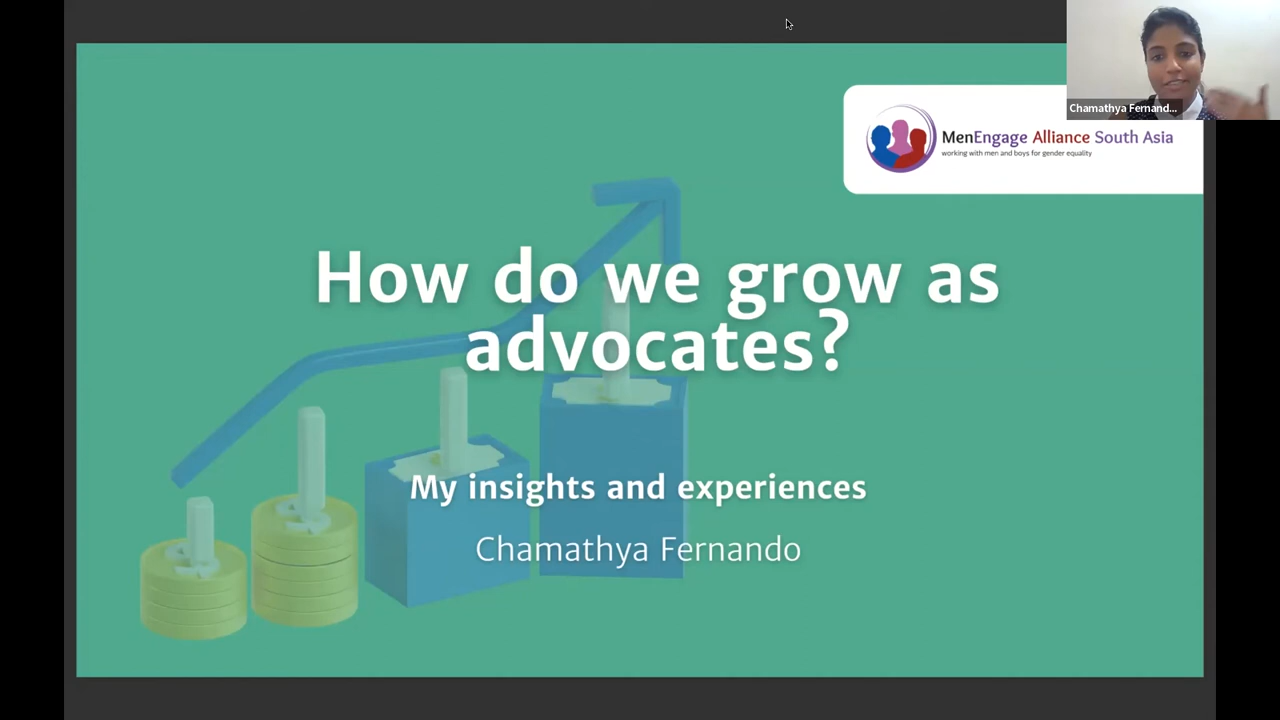 Chamathya Fernand...
MenEngage Alliance South Asia
working with men and boys for gender equality
How do we grow as
advocates?
My insights and experiences
Chamathya Fernando